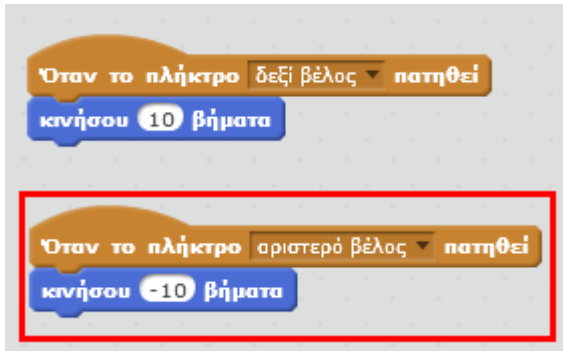 Όταν το πλήκτρο δεξί βέλος πατηθεί
κινήσου 10 βήματα
Όταν το πλήκτρο αριστερό βέλος πατηθεί
κινήσου -10 βήματα